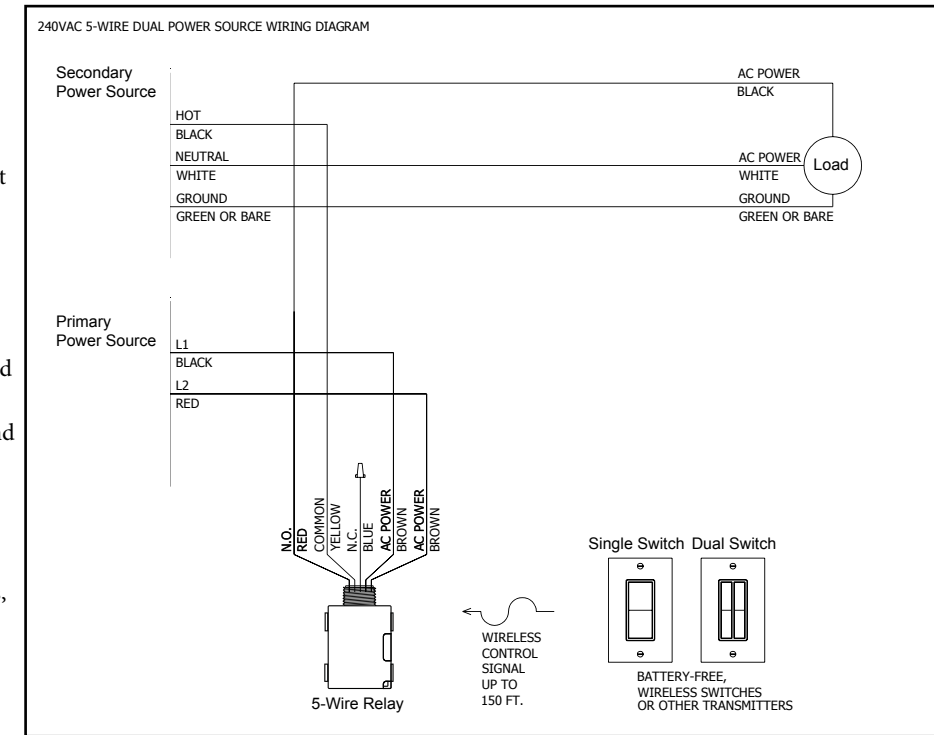 240VAC 5-WIRE DUAL POWER SOURCE WIRING DIAGRAM
Secondary
Power Source
HOT
BLACK
NEUTRAL
WHITE
GROUND
GREEN OR BARE
AC POWER
BLACK
AC POWER
WHITE
Load
GROUND
GREEN OR BARE
t
Primary
Power Source
L1
BLACK
L2
RED
d
nd
N.O.
RED
COMMON
YELLOW
N.C.
BLUE
AC POWER
BROWN
AC POWER
BROWN
,
5-Wire Relay
WIRELESS
CONTROL
SIGNAL
UP TO
150 FT.
Single Switch Dual Switch
BATTERY-FREE,
WIRELESS SWITCHES
OR OTHER TRANSMITTERS